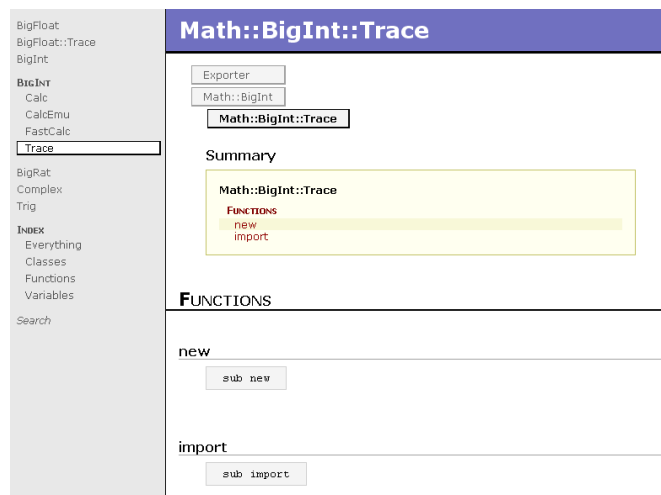 BigFloat
BigFloat::Trace
BigInt
BIGINT
Calc
CalcEmu
FastCalc
Trace
BigRat
Complex
Trig
INDEX
Everything
Classes
Functions
Variables
Search
Math::BigInt::Trace
Exporter
Math::BigInt
Math::BigInt::Trace
Summary
Math::BigInt::Trace
FUNCTIONS
new
import
FUNCTIONS
new
sub new
import
sub import